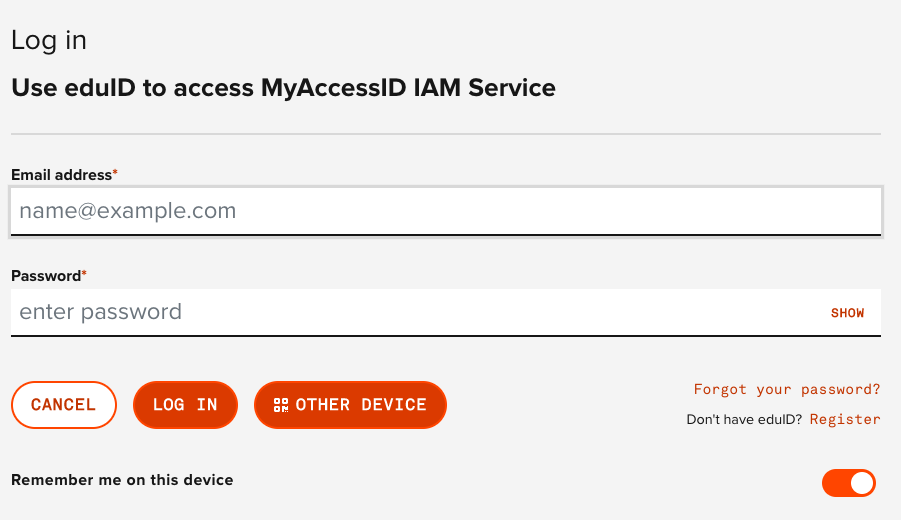 Log in
Use eduID to access MyAccessID IAM Service
Email address*
name@example.com
Password*
enter password SHOW
CANCEL LOG IN OTHER DEVICE
Forgot your password?
Don't have eduID? Register
Remember me on this device